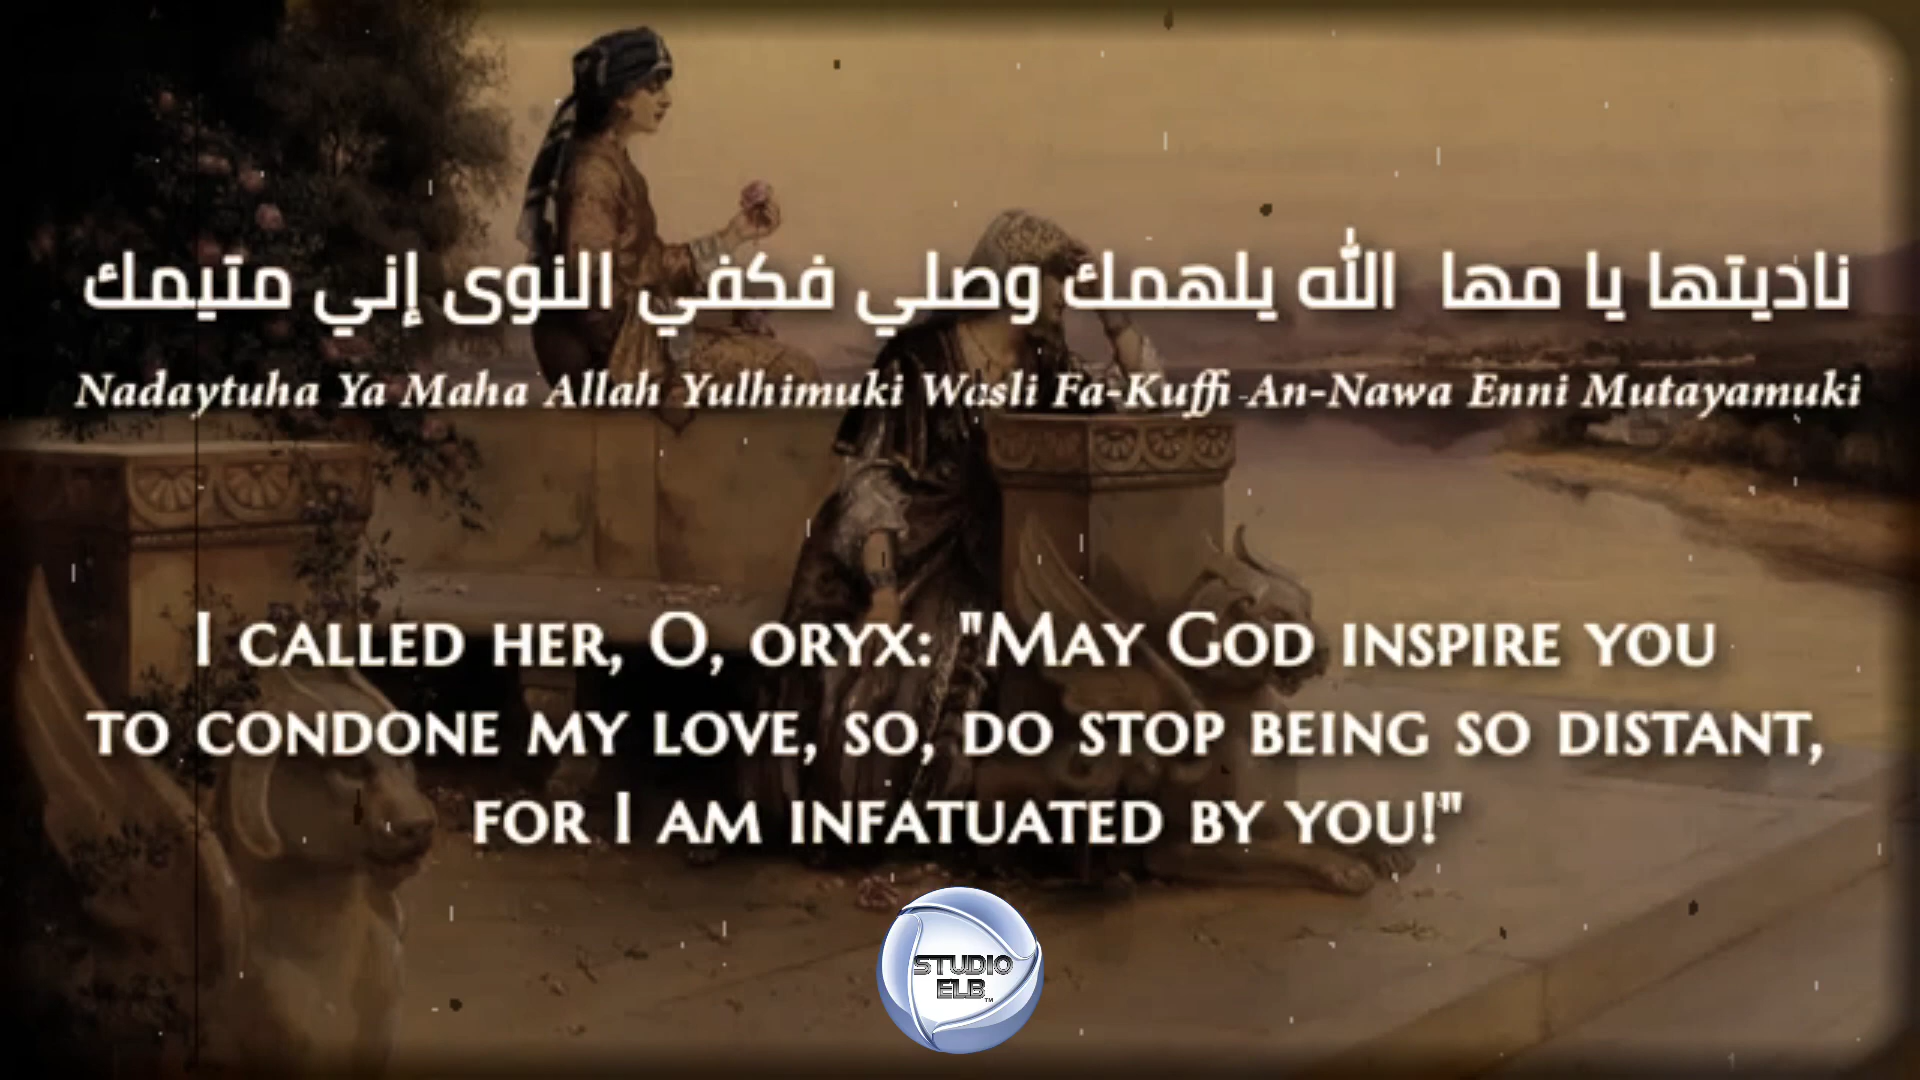 ناديتها يا مها الله يلهمك وصلي فكفي النوى إني متيمك
Nadaytuha Ya Maha Allah Yulhimuki Wasli Fa-Kuffi An-Nawa Enni Mutayamuki
I CALLED HER, O, ORYX: "MAY GOD INSPIRE YOU
TO CONDONE MY LOVE, SO, DO STOP BEING SO DISTANT,
FOR I AM INFATUATED BY YOU!"
STUDIO
ELB™